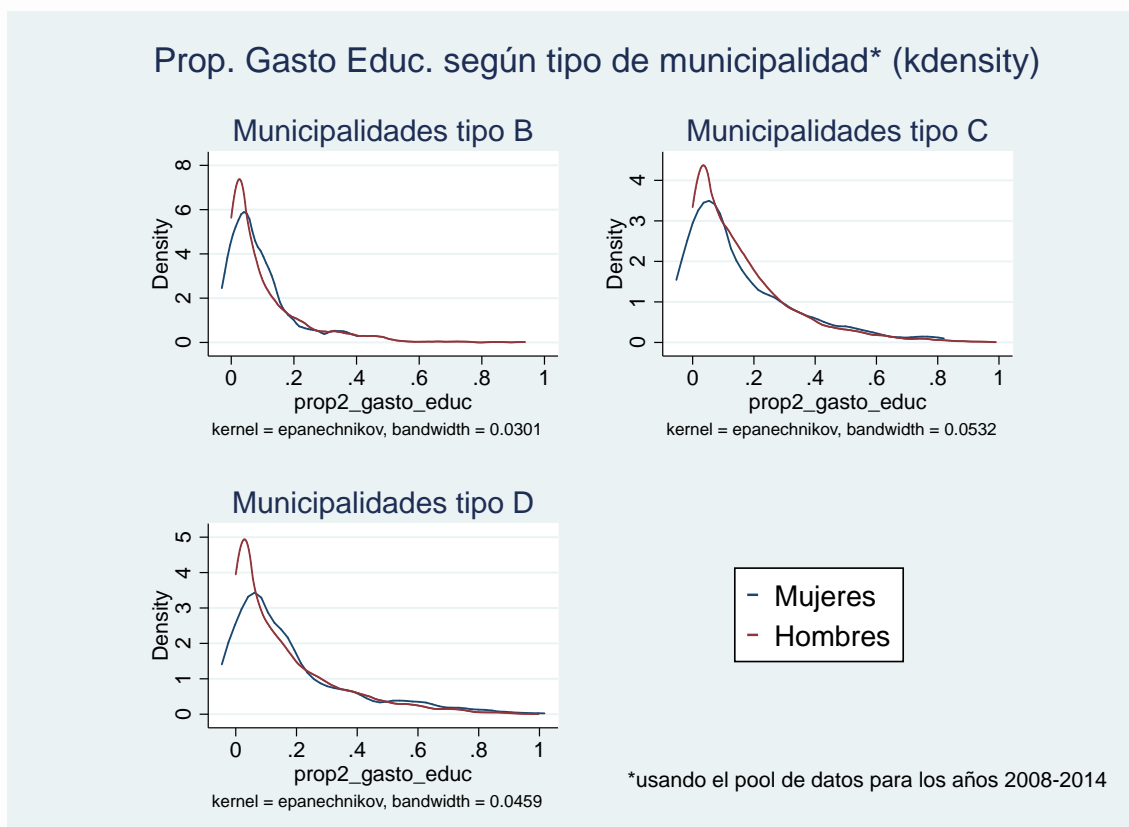 Prop. Gasto Educ. según tipo de municipalidad* (kdensity)
Municipalidades tipo B
Density
0 2 4 6 8
0 .2 .4 .6 .8 1
prop2_gasto_educ
kernel = epanechnikov, bandwidth = 0.0301
Municipalidades tipo C
Density
0 1 2 3 4
0 .2 .4 .6 .8 1
prop2_gasto_educ
kernel = epanechnikov, bandwidth = 0.0532
Municipalidades tipo D
Density
0 1 2 3 4 5
0 .2 .4 .6 .8 1
prop2_gasto_educ
kernel = epanechnikov, bandwidth = 0.0459
Mujeres
Hombres
*usando el pool de datos para los años 2008-2014